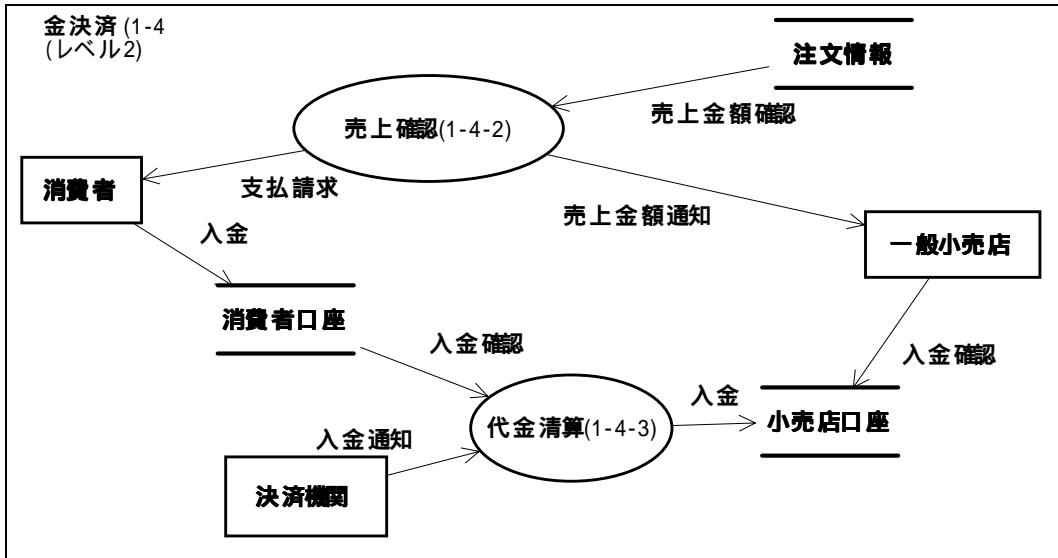 金決済(1-4
(レベル2)
注文情報
売上確認(1-4-2)
売上金額確認
消費者
支払請求
売上金額通知
入金
一般小売店
消費者口座
入金確認
入金確認
入金
代金清算(1-4-3)
小売店口座
入金通知
決済機関